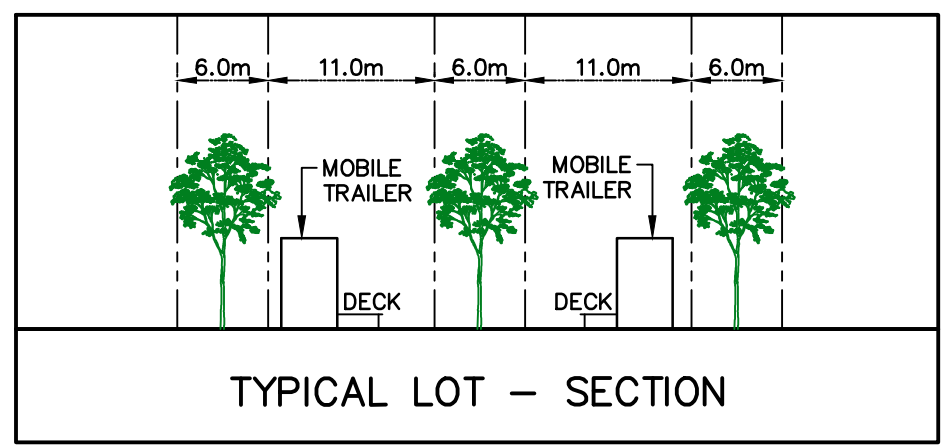 6.0m 11.0m 6.0m 11.0m 6.0m
MOBILE
TRAILER
MOBILE
TRAILER
DECK
DECK
TYPICAL LOT – SECTION